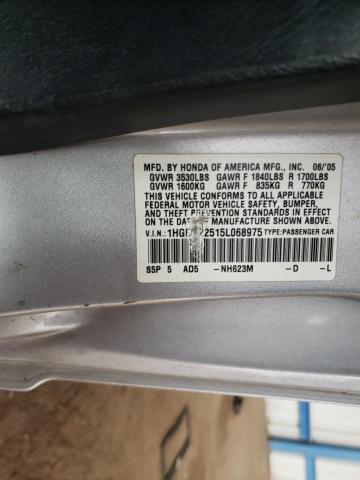 MFD. BY HONDA OF AMERICA MFG., INC. 06/'05
GVWR 3530LBS GAWR F 1840LBS R 1700LBS
GVWR 1600KG GAWR F 835KG R 770KG
THIS VEHICLE CONFORMS TO ALL APPLICABLE
FEDERAL MOTOR VEHICLE SAFETY, BUMPER,
AND THEFT PREVENTION STANDARDS IN EFFECT
ON THE DATE OF MANUFACTURE SHOWN ABOVE.
V.I.N.: TYPE:PASSENGER CAR
S5P 5 AD5 -NH623M -D -L